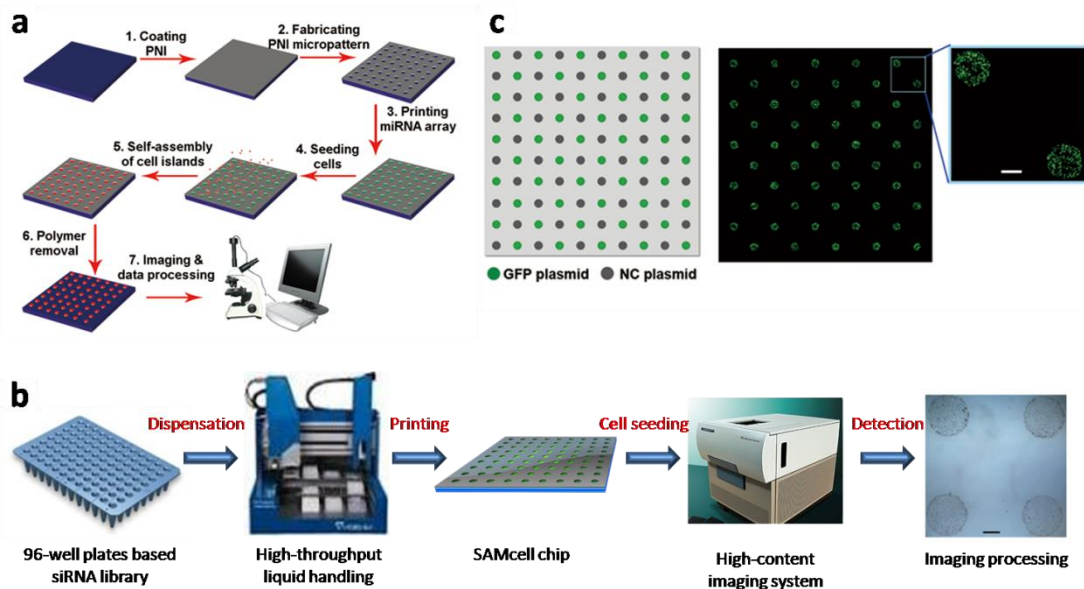 a
1. Coating
PNI
2. Fabricating
PNI micropattern
3. Printing
miRNA array
4. Seeding
cells
5. Self-assembly
of cell islands
6. Polymer
removal
7. Imaging &
data processing
c
GFP plasmid
NC plasmid
b
Dispensation
Printing
Cell seeding
Detection
96-well plates based
siRNA library
High-throughput
liquid handling
SAMcell chip
High-content
imaging system
Imaging processing